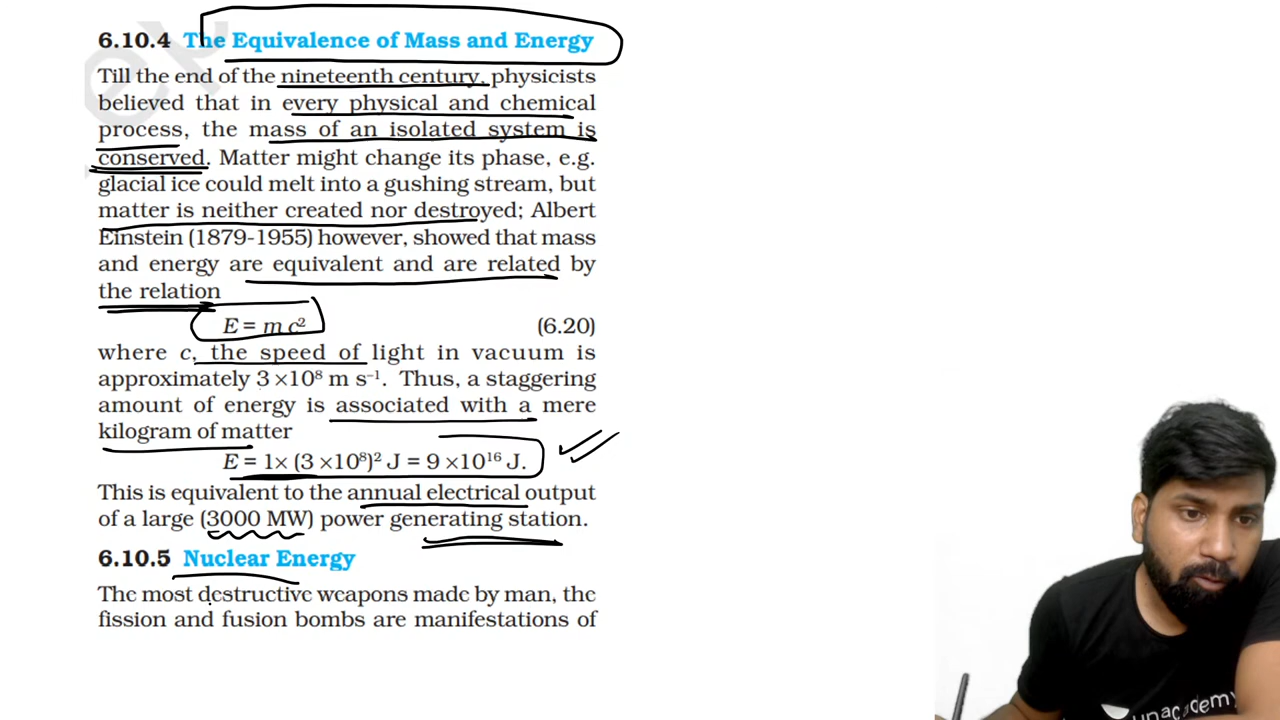 6.10.4 The Equivalence of Mass and Energy
Till the end of the nineteenth century, physicists
believed that in every physical and chemical
process, the mass of an isolated system is
conserved. Matter might change its phase, e.g.
glacial ice could melt into a gushing stream, but
matter is neither created nor destroyed; Albert
Einstein (1879-1955) however, showed that mass
and energy are equivalent and are related by
the relation
E = m c² (6.20)
where c, the speed of light in vacuum is
approximately 3 ×10⁸ m s⁻¹. Thus, a staggering
amount of energy is associated with a mere
kilogram of matter
E = 1× (3 ×10⁸)² J = 9 ×10¹⁶ J.
This is equivalent to the annual electrical output
of a large (3000 MW) power generating station.
6.10.5 Nuclear Energy
The most destructive weapons made by man, the
fission and fusion bombs are manifestations of
unacademy